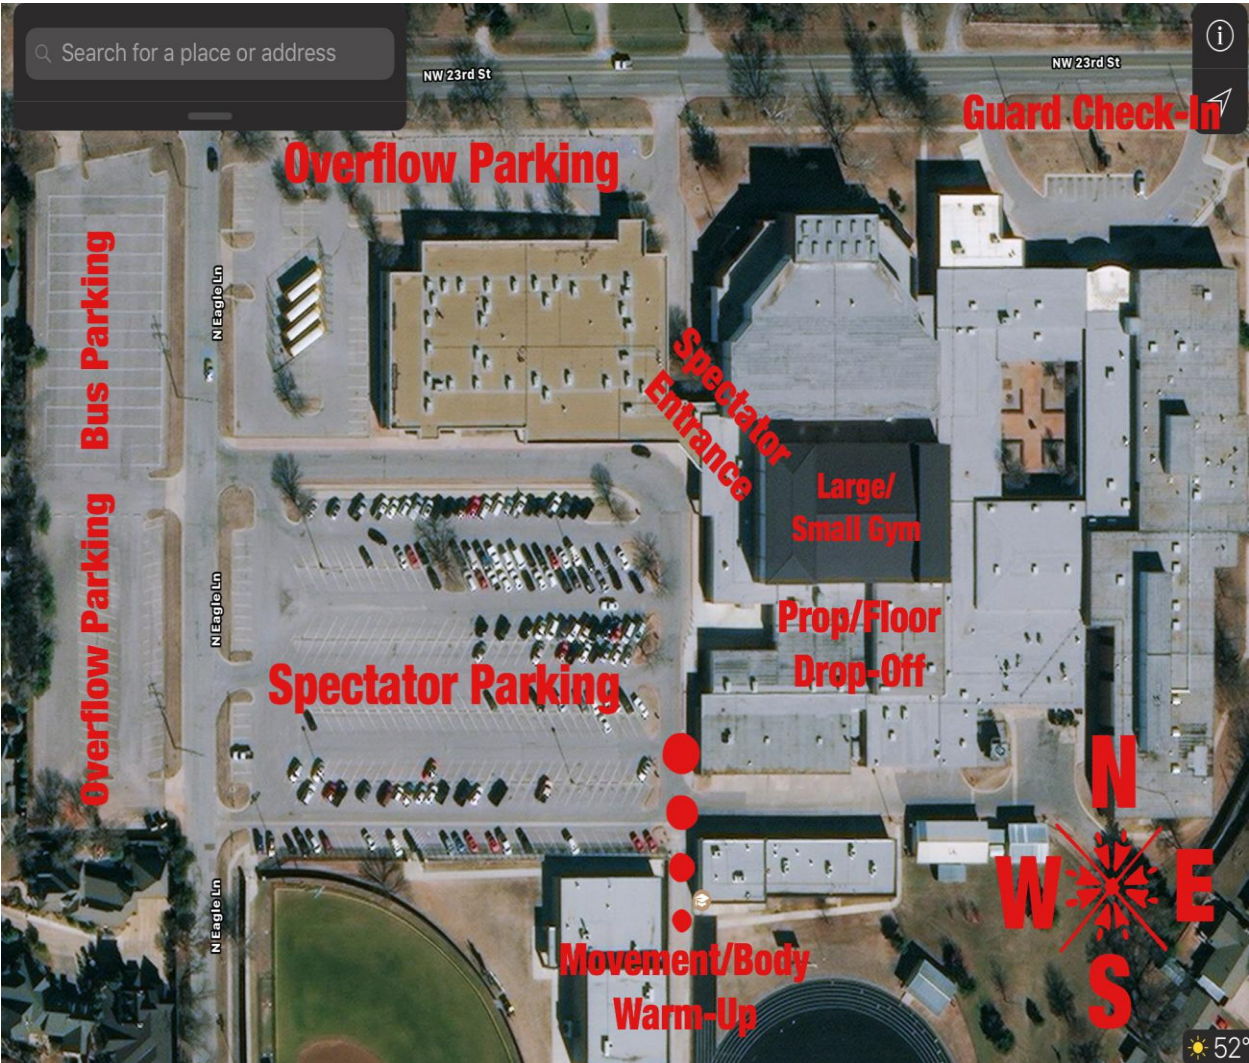 Search for a place or address
NW 23rd St
NW 23rd St
Guard Check-In
Overflow Parking
Bus Parking
N Eagle Ln
Spectator
Entrance
Large/
Small Gym
Overflow Parking
N Eagle Ln
Prop/Floor
Drop-Off
Spectator Parking
N
W
E
S
N Eagle Ln
Movement/Body
Warm-Up
52°